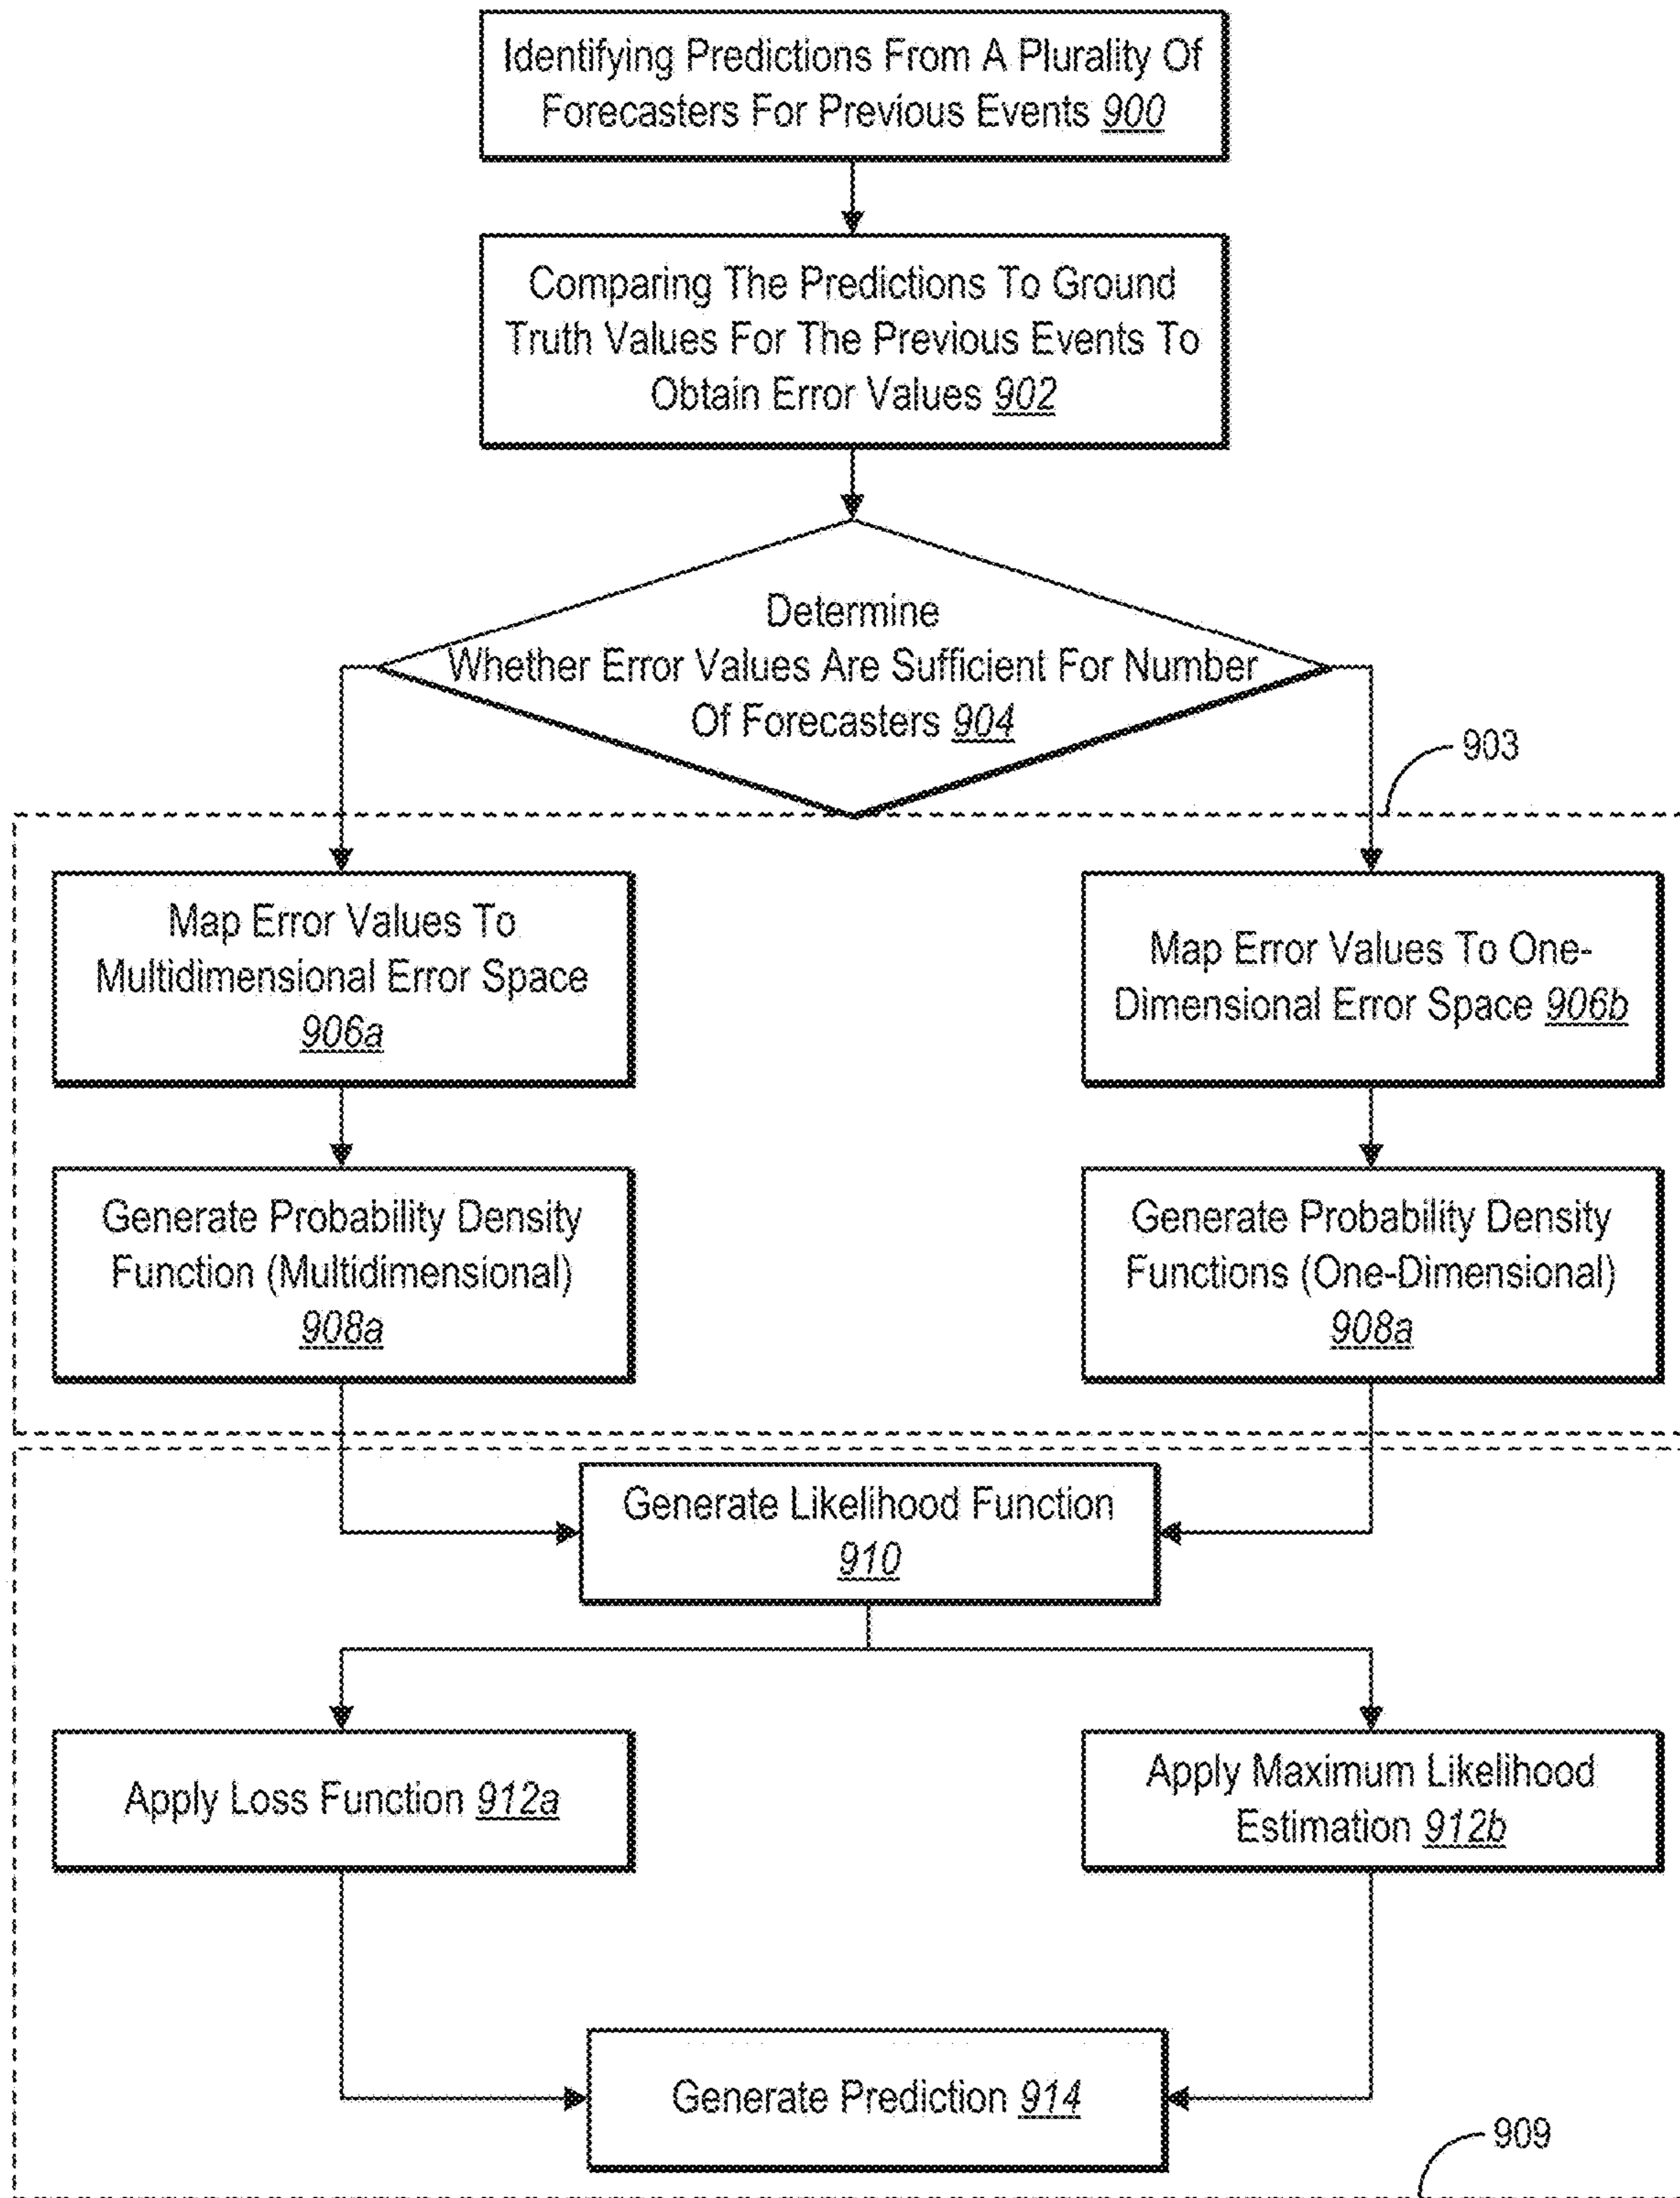 Identifying Predictions From A Plurality Of
Forecasters For Previous Events 900
Comparing The Predictions To Ground
Truth Values For The Previous Events To
Obtain Error Values 902
Determine
Whether Error Values Are Sufficient For Number
Of Forecasters 904
903
Map Error Values To
Multidimensional Error Space
906a
Map Error Values To One-
Dimensional Error Space 906b
Generate Probability Density
Function (Multidimensional)
908a
Generate Probability Density
Functions (One-Dimensional)
908a
Generate Likelihood Function
910
Apply Loss Function 912a
Apply Maximum Likelihood
Estimation 912b
Generate Prediction 914
909